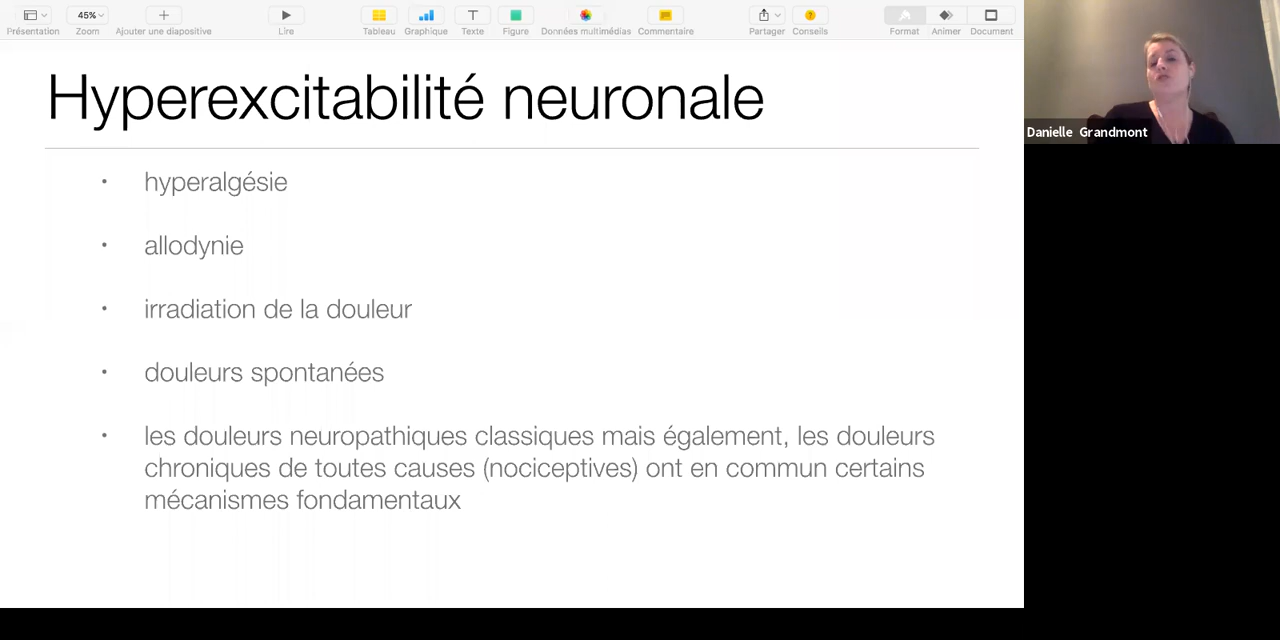 45%
Présentation
Zoom
Ajouter une diapositive
Lire
Tableau
Graphique
Texte
Figure
Données multimédias
Commentaire
Partager
Conseils
Format
Animer
Document
Hyperexcitabilité neuronale
• hyperalgésie
• allodynie
• irradiation de la douleur
• douleurs spontanées
• les douleurs neuropathiques classiques mais également, les douleurs
chroniques de toutes causes (nociceptives) ont en commun certains
mécanismes fondamentaux
Danielle Grandmont